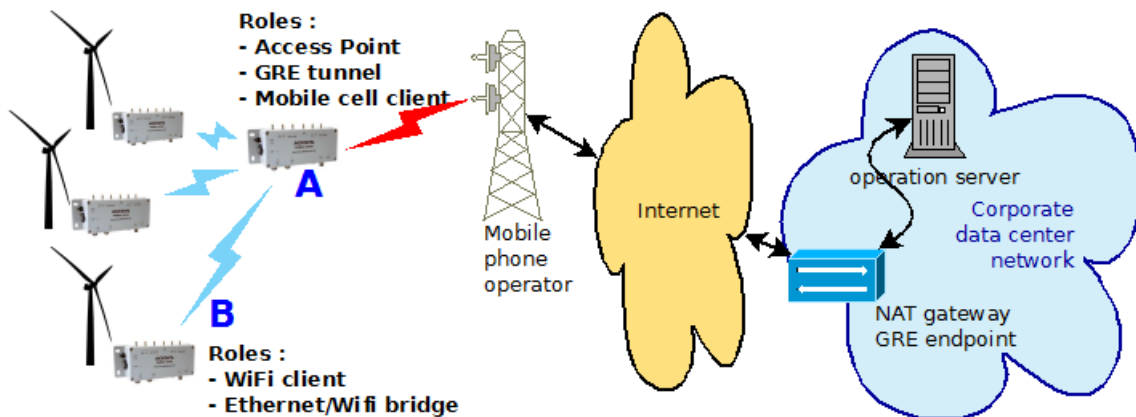 Roles :
- Access Point
- GRE tunnel
- Mobile cell client
A
B
Roles :
- WiFi client
- Ethernet/Wifi bridge
Mobile
phone
operator
Internet
operation server
Corporate
data center
network
NAT gateway
GRE endpoint